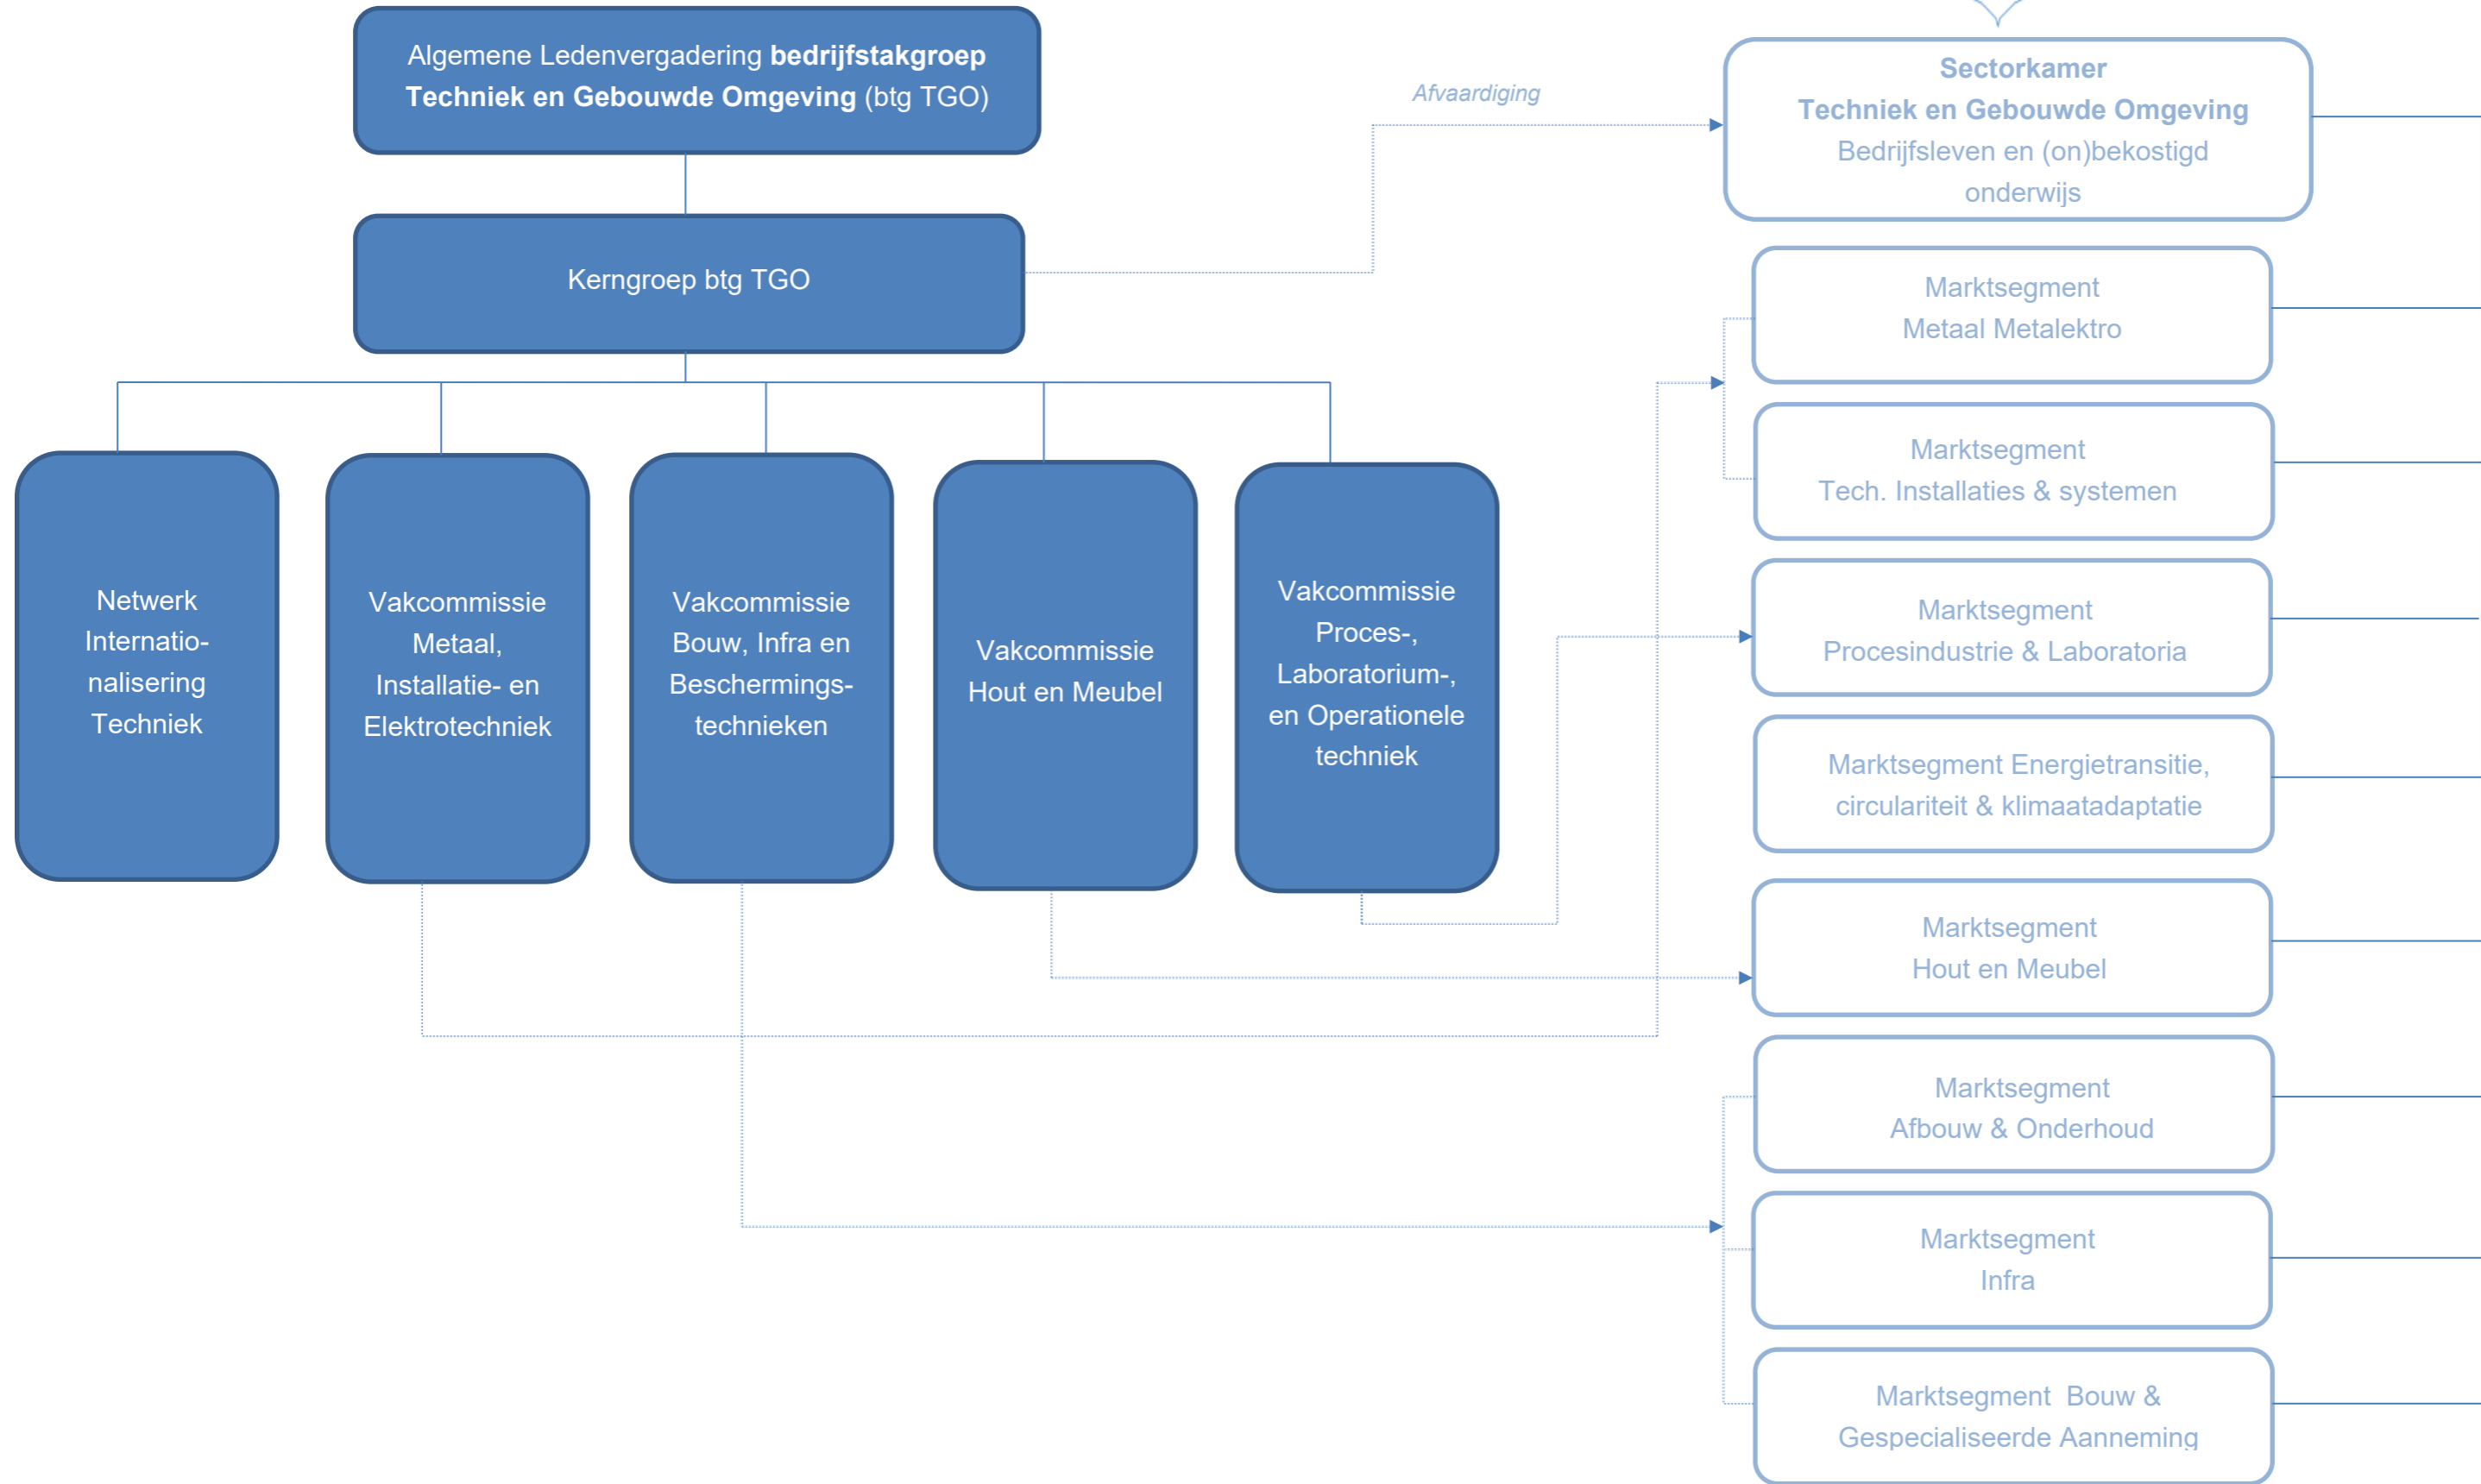 Algemene Ledenvergadering bedrijfstakgroep
Techniek en Gebouwde Omgeving (btg TGO)
Kerngroep btg TGO
Netwerk
Internatio-
nalisering
Techniek
Vakcommissie
Metaal,
Installatie- en
Elektrotechniek
Vakcommissie
Bouw, Infra en
Beschermings-
technieken
Vakcommissie
Hout en Meubel
Vakcommissie
Proces-,
Laboratorium-,
en Operationele
techniek
Afvaardiging
Sectorkamer
Techniek en Gebouwde Omgeving
Bedrijfsleven en (on)bekostigd
onderwijs
Marktsegment
Metaal Metalektro
Marktsegment
Tech. Installaties & systemen
Marktsegment
Procesindustrie & Laboratoria
Marktsegment Energietransitie,
circulariteit & klimaatadaptatie
Marktsegment
Hout en Meubel
Marktsegment
Afbouw & Onderhoud
Marktsegment
Infra
Marktsegment  Bouw &
Gespecialiseerde Aanneming